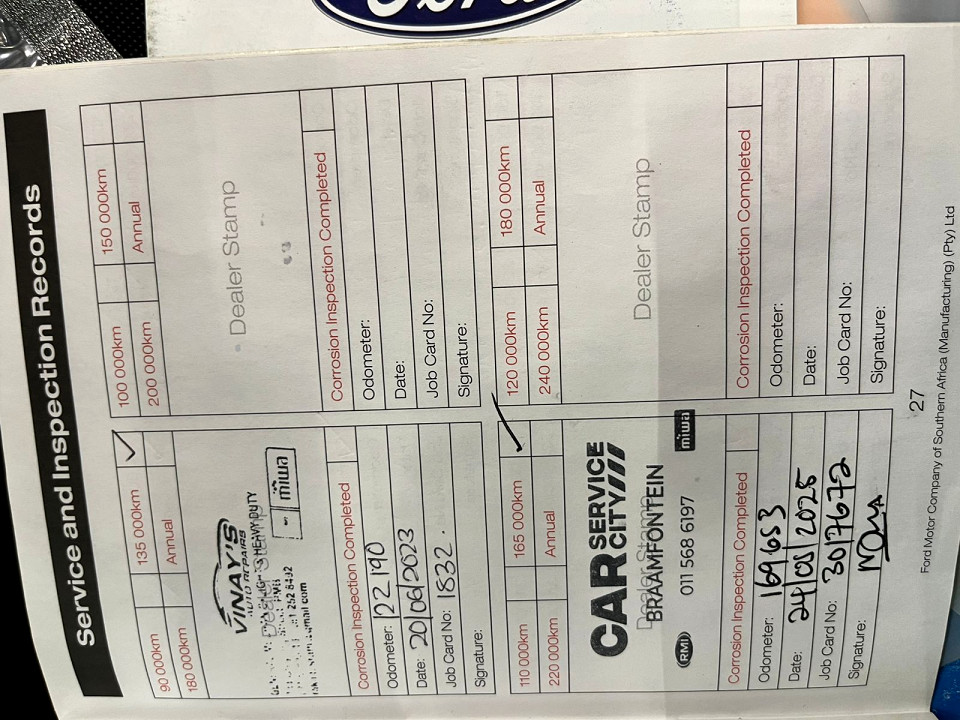 Ford
Service and Inspection Records
90 000km 135 000km
180 000km Annual
VINAY'S
AUTO REPAIRS
HEAVY DUTY
miwa
Corrosion Inspection Completed
Odometer: 122190
Date: 20/06/2023
Job Card No: 1832.
Signature:
100 000km 150 000km
200 000km Annual
Dealer Stamp
Corrosion Inspection Completed
Odometer:
Date:
Job Card No:
Signature:
110 000km 165 000km
220 000km Annual
CAR SERVICE
CITY
Dealer Stamp
BRAAMFONTEIN
RMI 011 568 6197 miwa
Corrosion Inspection Completed
Odometer: 169653
Date: 24/05/2025
Job Card No: 30/7672
Signature:
120 000km 180 000km
240 000km Annual
Dealer Stamp
Corrosion Inspection Completed
Odometer:
Date:
Job Card No:
Signature:
27
Ford Motor Company of Southern Africa (Manufacturing) (Pty) Ltd